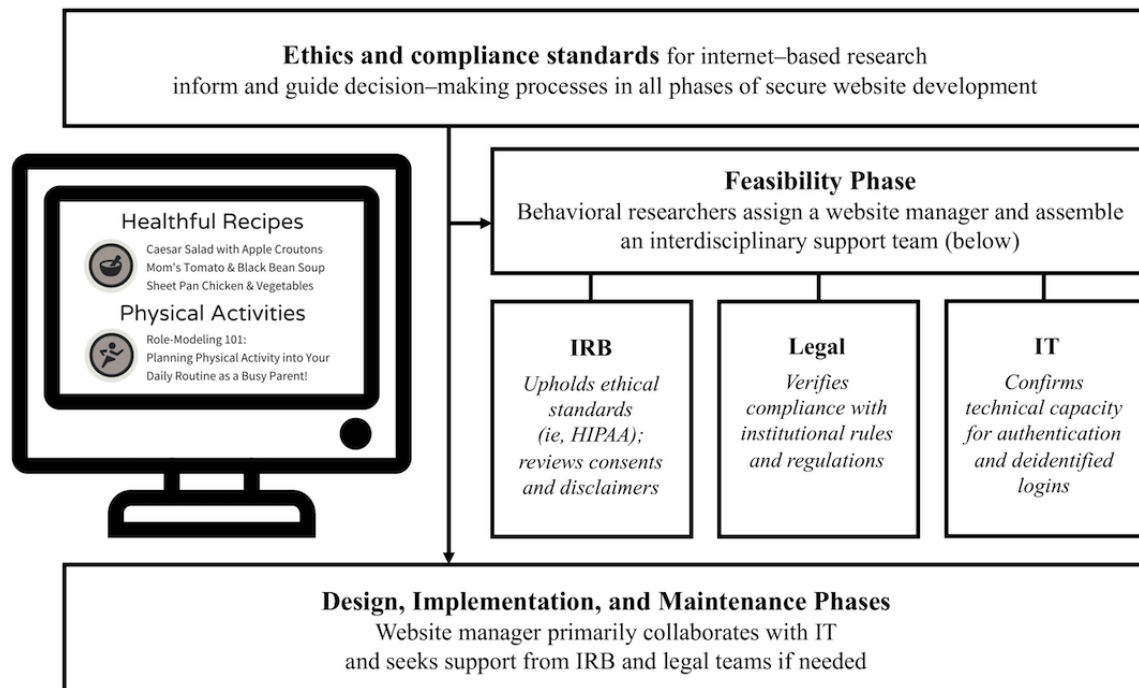 Ethics and compliance standards for internet–based research
inform and guide decision–making processes in all phases of secure website development
Healthful Recipes
Caesar Salad with Apple Croutons
Mom's Tomato & Black Bean Soup
Sheet Pan Chicken & Vegetables
Physical Activities
Role-Modeling 101:
Planning Physical Activity into Your
Daily Routine as a Busy Parent!
Feasibility Phase
Behavioral researchers assign a website manager and assemble
an interdisciplinary support team (below)
IRB
Upholds ethical
standards
(ie, HIPAA);
reviews consents
and disclaimers
Legal
Verifies
compliance with
institutional rules
and regulations
IT
Confirms
technical capacity
for authentication
and deidentified
logins
Design, Implementation, and Maintenance Phases
Website manager primarily collaborates with IT
and seeks support from IRB and legal teams if needed